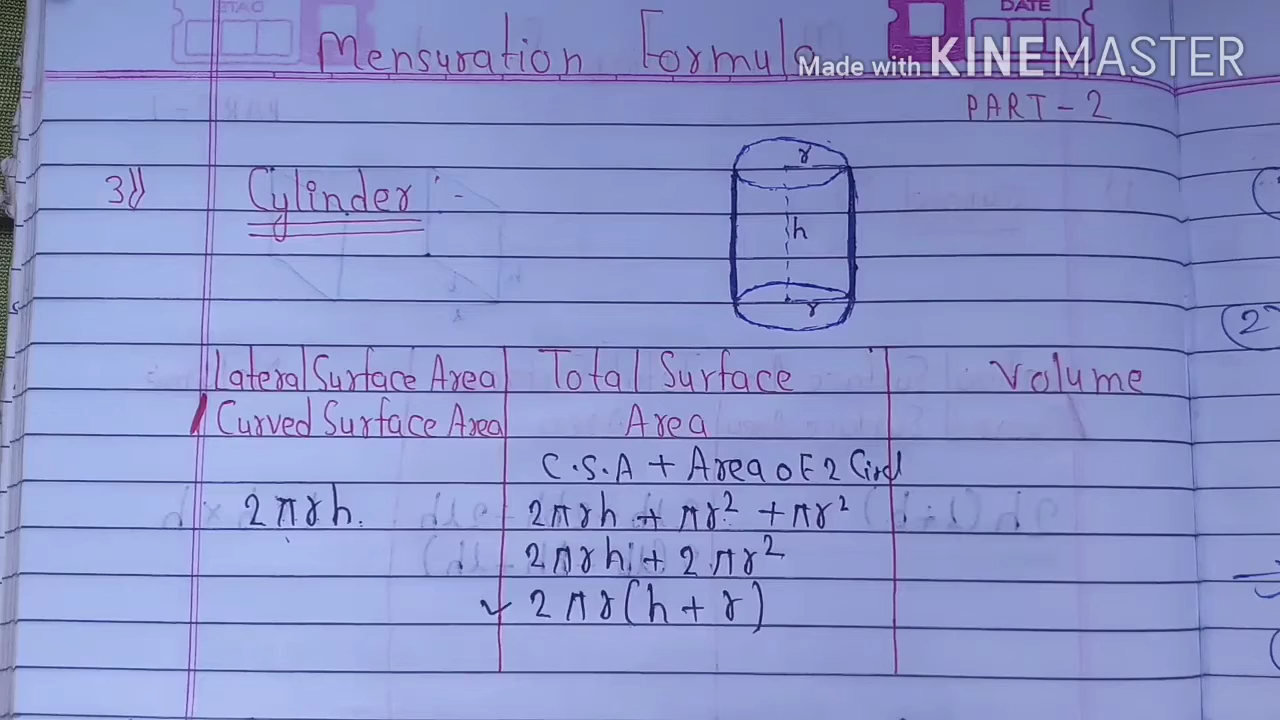 DATE
Mensuration Formula
Made with KINEMASTER
PART-2
3)) Cylinder :-
r
h
r
Lateral Surface Area | Total Surface | Volume
/ Curved Surface Area | Area
C.S.A + Area of 2 Circl
2πrh. | 2πrh + πr² + πr²
2πrh + 2πr²
✓ 2πr(h + r)
2